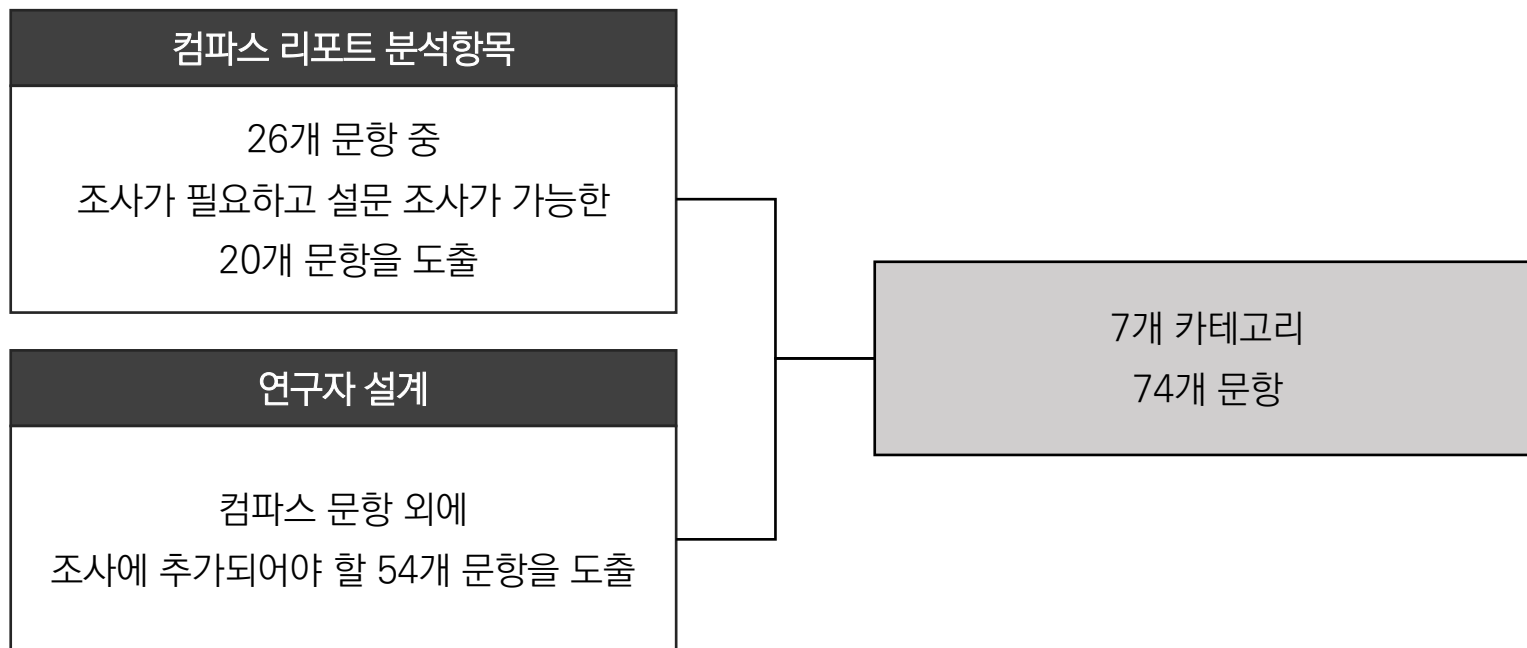 컴파스 리포트 분석항목
26개 문항 중
조사가 필요하고 설문 조사가 가능한
20개 문항을 도출
연구자 설계
컴파스 문항 외에
조사에 추가되어야 할 54개 문항을 도출
7개 카테고리
74개 문항